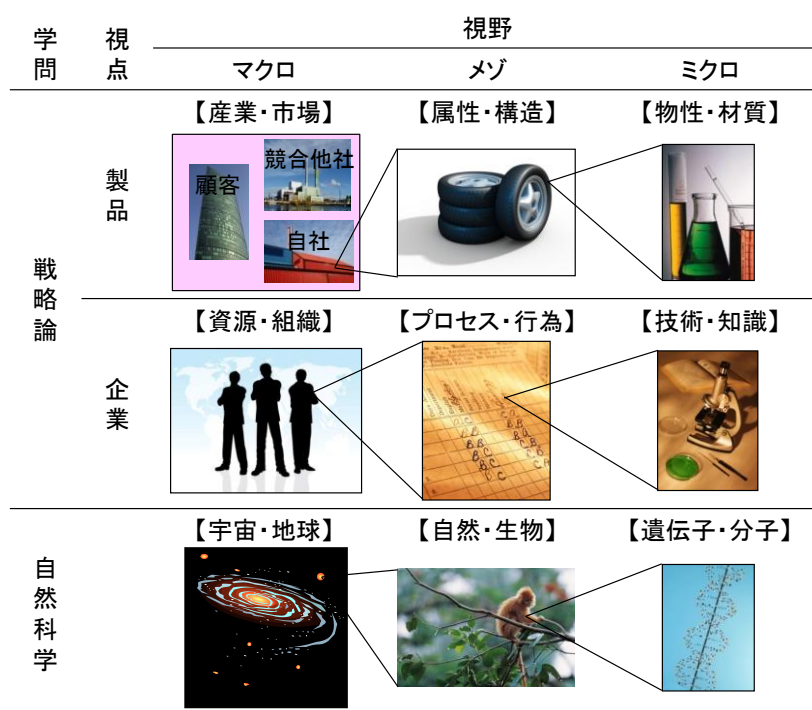 学問
視点
視野
マクロ
メゾ
ミクロ
戦略論
製品
【産業・市場】
【属性・構造】
【物性・材質】
顧客
競合他社
自社
企業
【資源・組織】
【プロセス・行為】
【技術・知識】
自然科学
【宇宙・地球】
【自然・生物】
【遺伝子・分子】